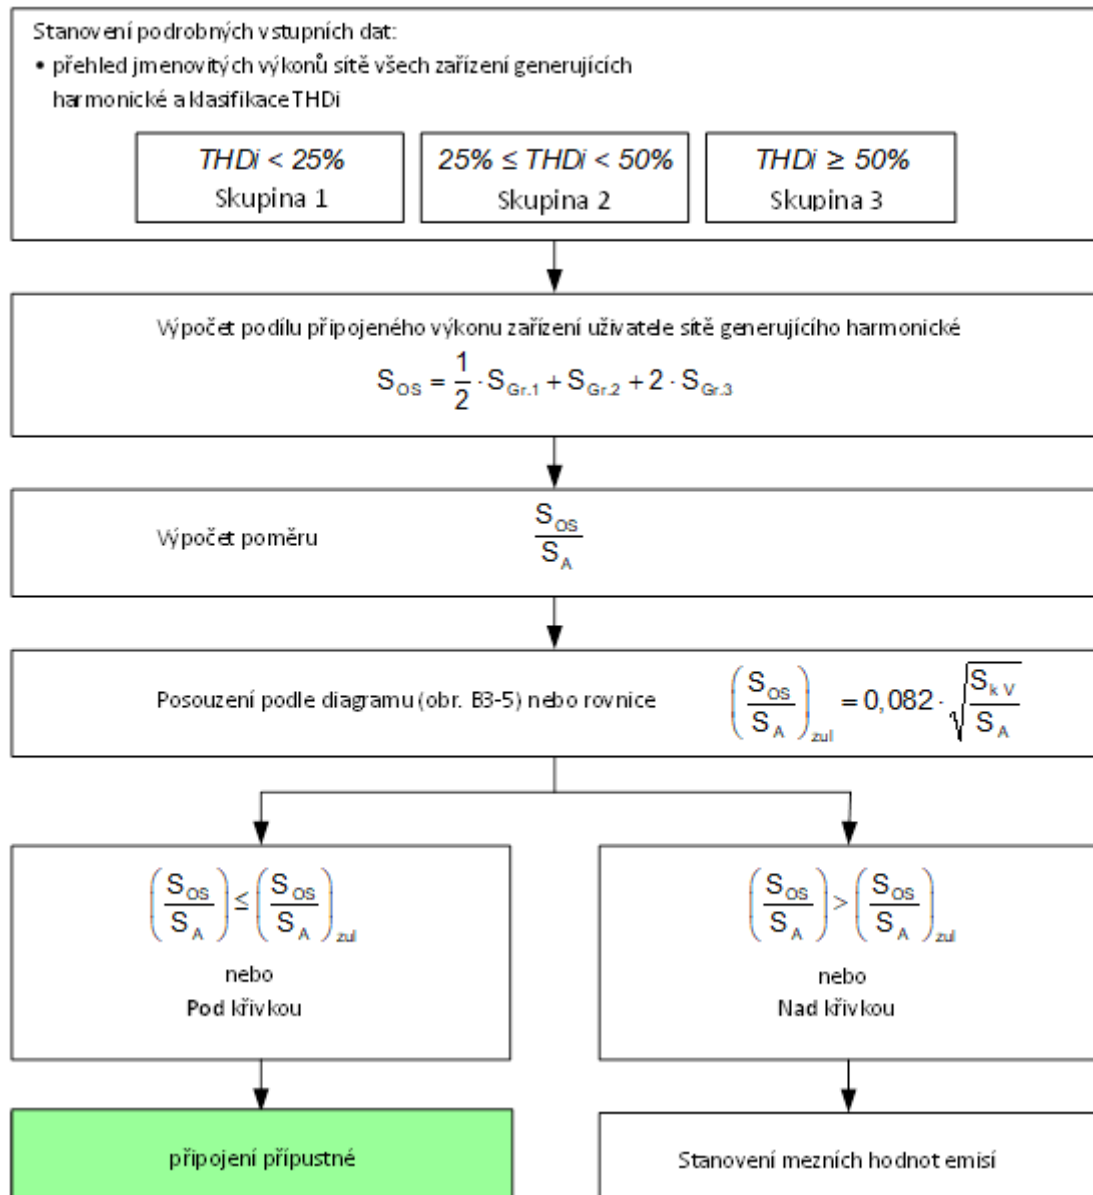 Stanovení podrobných vstupních dat:
• přehled jmenovitých výkonů sítě všech zařízení generujících
harmonické a klasifikace THDi
THDi < 25%
Skupina 1
25% ≤ THDi < 50%
Skupina 2
THDi ≥ 50%
Skupina 3
Výpočet podílu připojeného výkonu zařízení uživatele sítě generujícího harmonické
S_OS = 1/2 · S_Gr.1 + S_Gr.2 + 2 · S_Gr.3
Výpočet poměru S_OS/S_A
Posouzení podle diagramu (obr. B3-5) nebo rovnice (S_OS/S_A)_zul = 0,082 · √(S_k V/S_A)
(S_OS/S_A) ≤ (S_OS/S_A)_zul
nebo
Pod křivkou
(S_OS/S_A) > (S_OS/S_A)_zul
nebo
Nad křivkou
připojení přípustné
Stanovení mezních hodnot emisí